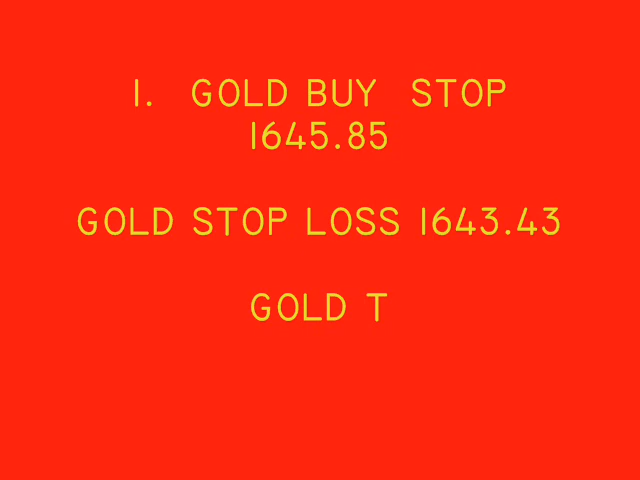 1. GOLD BUY STOP
1645.85
GOLD STOP LOSS 1643.43
GOLD T